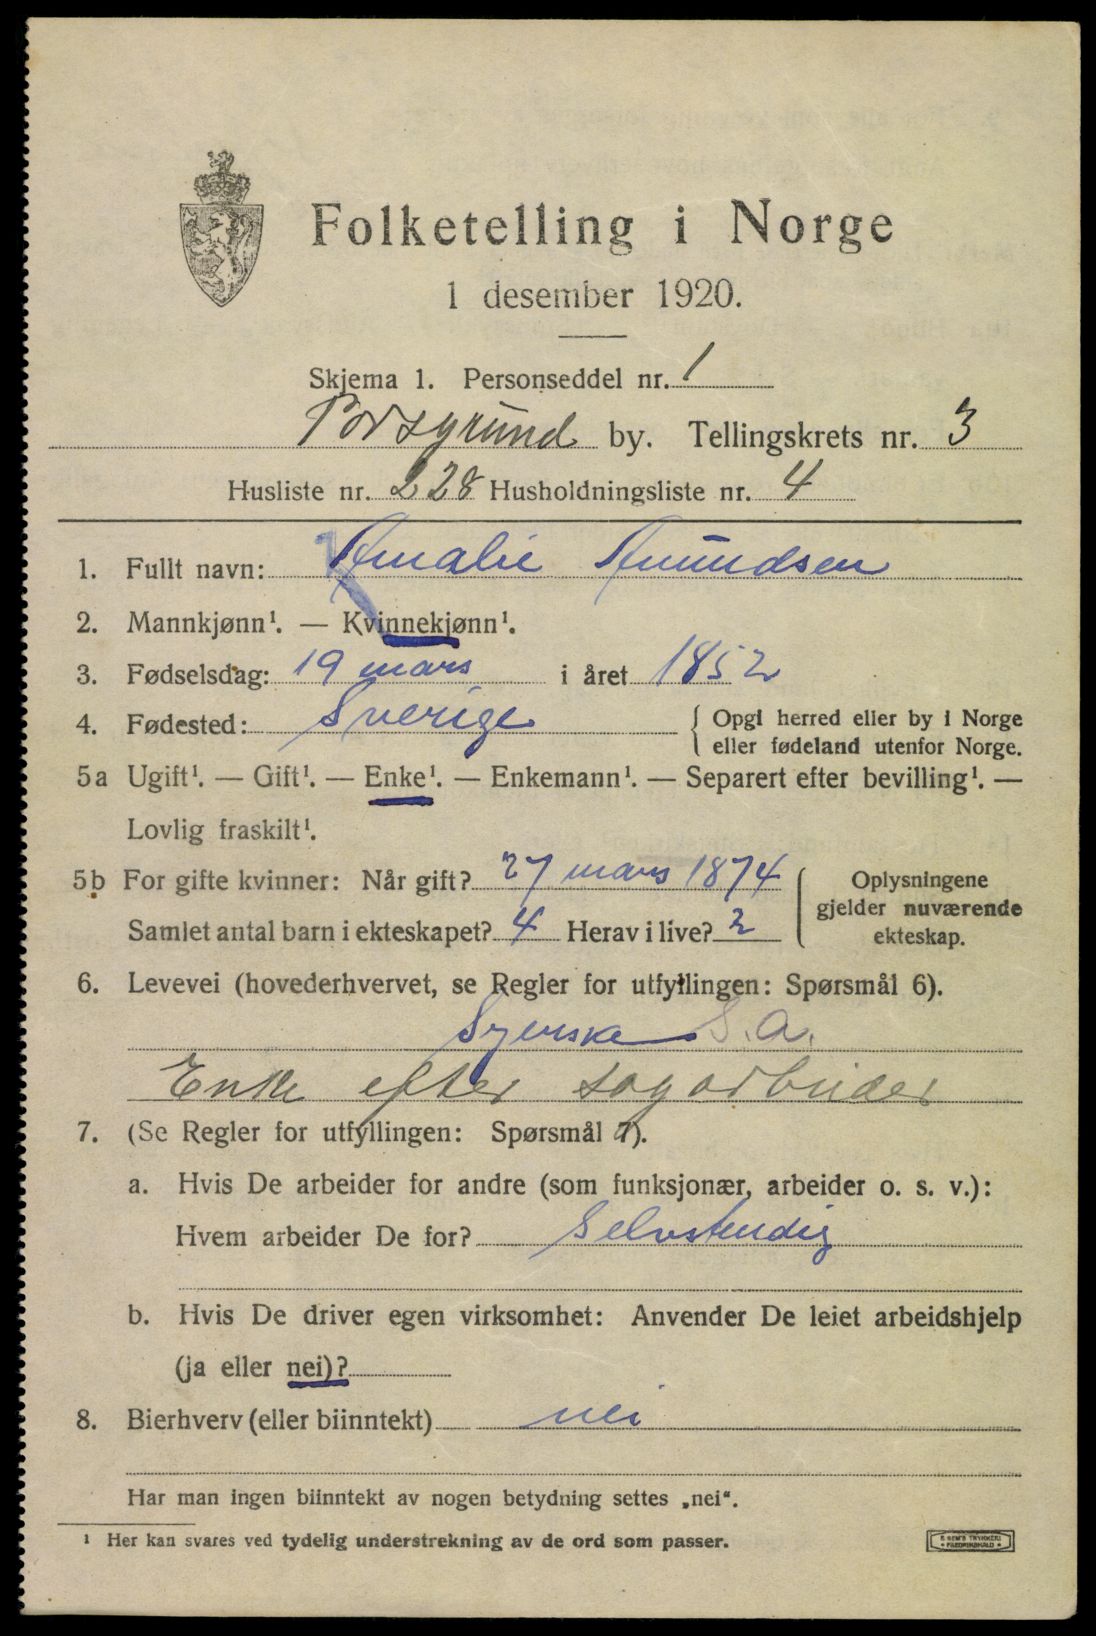 Folketelling i Norge
1 desember 1920.
Skjema 1. Personseddel nr. 1
Porsgrund by. Tellingskrets nr. 3
Husliste nr. 228 Husholdningsliste nr. 4
1. Fullt navn: Amalie Amundsen
2. Mannkjønn¹. — Kvinnekjønn¹.
3. Fødselsdag: 19 mars i året 1852
4. Fødested: Sverige { Opgi herred eller by i Norge
eller fødeland utenfor Norge.
5a Ugift¹. — Gift¹. — Enke¹. — Enkemann¹. — Separert efter bevilling¹. —
Lovlig fraskilt¹.
5b For gifte kvinner: Når gift? 27 mars 1874
Samlet antal barn i ekteskapet? 4 Herav i live? 2
Oplysningene
gjelder nuværende
ekteskap.
6. Levevei (hovederhvervet, se Regler for utfyllingen: Spørsmål 6).
S.a.
Enke efter sagarbeider
7. (Se Regler for utfyllingen: Spørsmål 7).
a. Hvis De arbeider for andre (som funksjonær, arbeider o. s. v.):
Hvem arbeider De for? Selvstendig
b. Hvis De driver egen virksomhet: Anvender De leiet arbeidshjelp
(ja eller nei)?
8. Bierhverv (eller biinntekt) nei
Har man ingen biinntekt av nogen betydning settes „nei“.
¹ Her kan svares ved tydelig understrekning av de ord som passer.